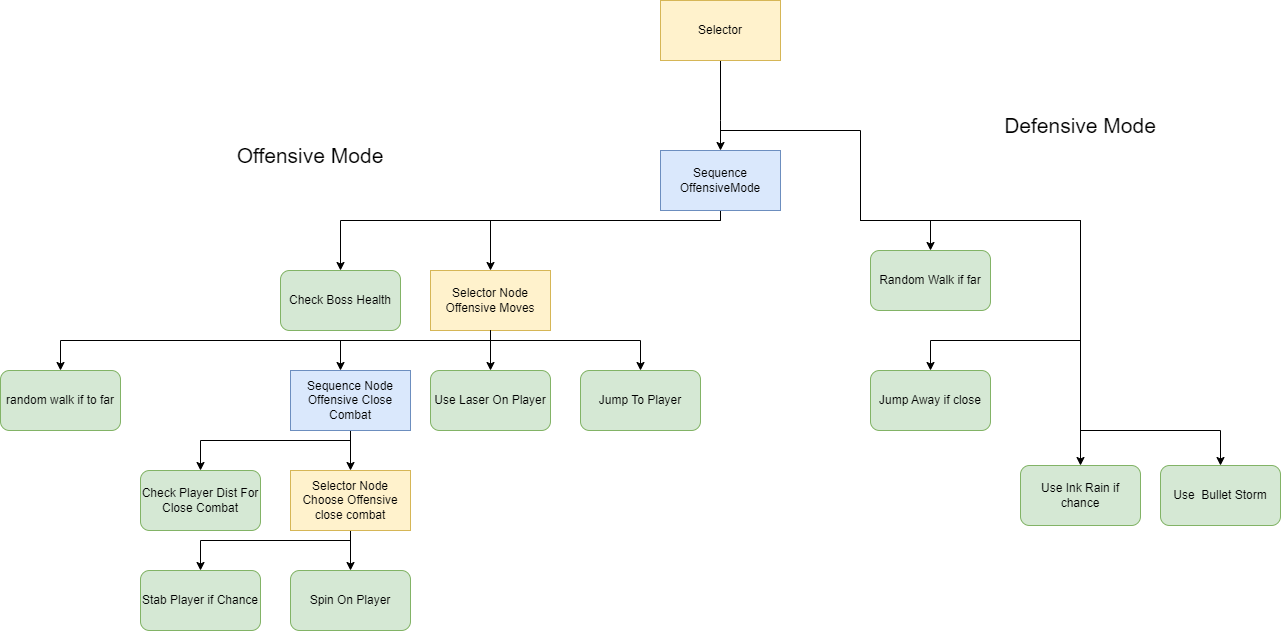 Selector
Defensive Mode
Offensive Mode
Sequence
OffensiveMode
Random Walk if far
Check Boss Health
Selector Node
Offensive Moves
random walk if to far
Sequence Node
Offensive Close
Combat
Use Laser On Player
Jump To Player
Jump Away if close
Check Player Dist For
Close Combat
Selector Node
Choose Offensive
close combat
Use Ink Rain if
chance
Use  Bullet Storm
Stab Player if Chance
Spin On Player